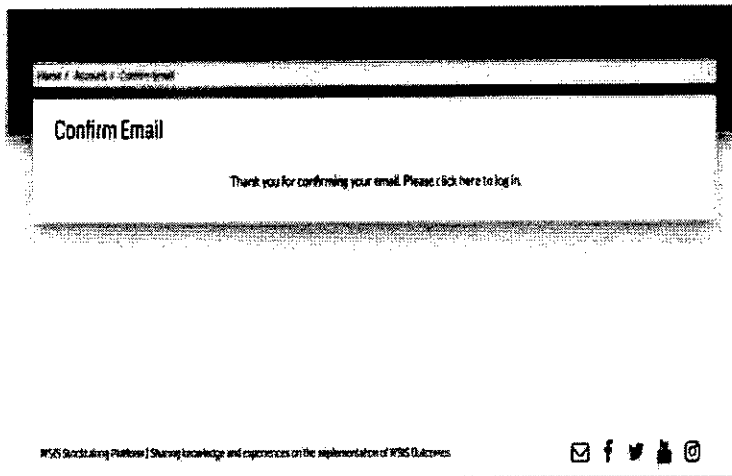 Home / Account / Confirm Email
Confirm Email
Thank you for confirming your email. Please click here to log in.
WSIS Stocktaking Platform | Sharing knowledge and experiences on the implementation of WSIS Outcomes